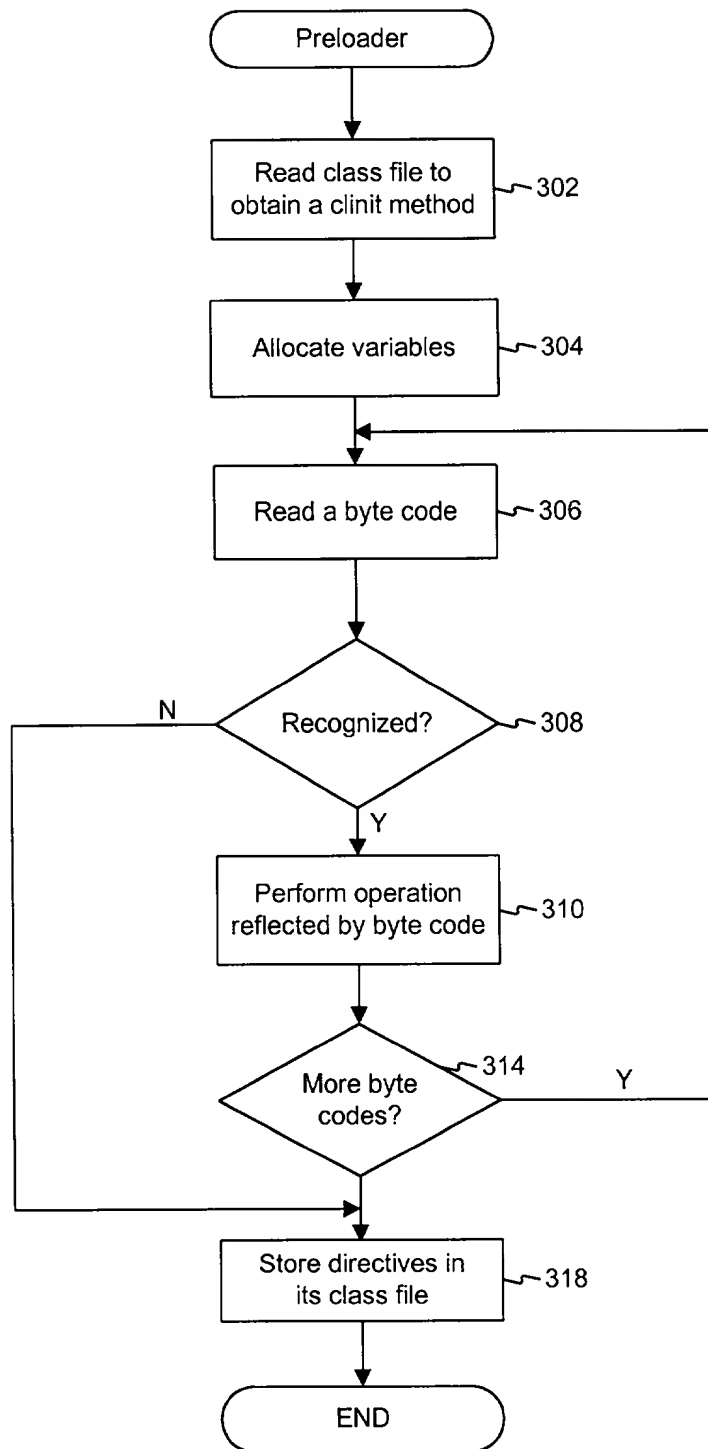 Preloader
Read class file to
obtain a clinit method
302
Allocate variables
304
Read a byte code
306
N
Recognized?
308
Y
Perform operation
reflected by byte code
310
314
More byte
codes?
Y
Store directives in
its class file
318
END